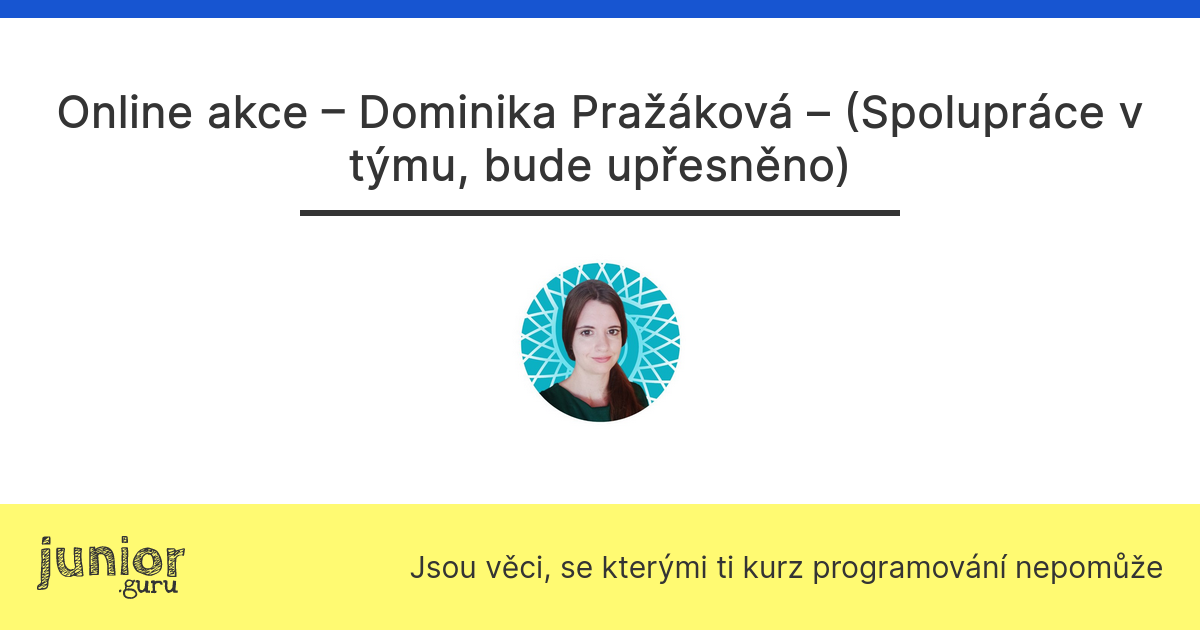 Online akce – Dominika Pražáková – (Spolupráce v
týmu, bude upřesněno)
junior
.guru
Jsou věci, se kterými ti kurz programování nepomůže